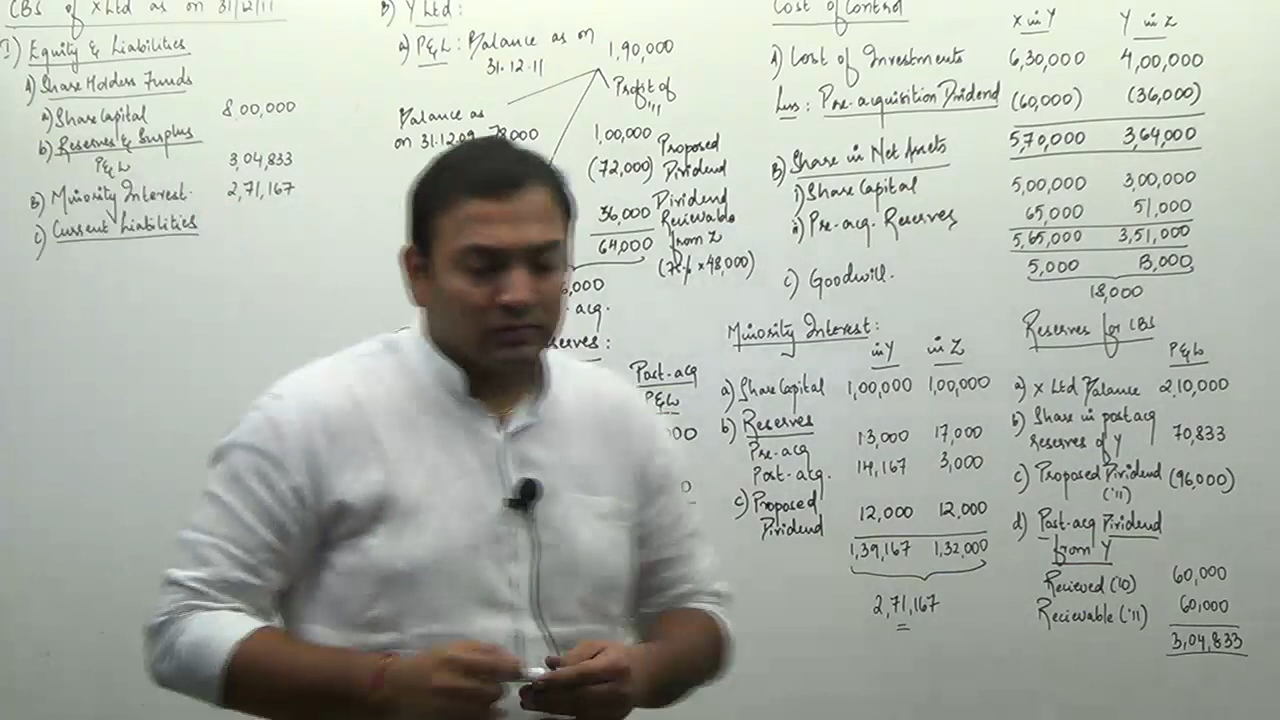 CBS of X Ltd as on 31/12/11
I) Equity & Liabilities
A) Share Holders Funds
a) Share Capital 8,00,000
b) Reserves & Surplus
P&L 3,04,833
B) Minority Interest. 2,71,167
C) Current Liabilities
B) Y Ltd:
a) P&L: Balance as on 1,90,000
31.12.11
Profit of
'11
Balance as
on 31.12.09 78,000
1,00,000
(72,000) Proposed
Dividend
36,000 Dividend
Recievable
from Z
64,000
(75% × 48,000)
acq.
Reserves:
Post-acq
P&L
Cost of Control
X in Y Y in Z
A) Cost of Investments 6,30,000 4,00,000
Less: Pre-acquisition Dividend (60,000) (36,000)
5,70,000 3,64,000
B) Share in Net Assets
i) Share Capital 5,00,000 3,00,000
ii) Pre-acq. Reserves 65,000 51,000
5,65,000 3,51,000
C) Goodwill. 5,000 13,000
18,000
Minority Interest:
in Y in Z
a) Share Capital 1,00,000 1,00,000
b) Reserves
Pre-acq 13,000 17,000
Post-acq. 14,167 3,000
c) Proposed
Dividend 12,000 12,000
1,39,167 1,32,000
2,71,167
Reserves for CBS
P&L
a) X Ltd Balance 2,10,000
b) Share in post acq
reserves of Y 70,833
c) Proposed Dividend (96,000)
('11)
d) Post-acq Dividend
from Y
Recieved ('10) 60,000
Recievable ('11) 60,000
3,04,833